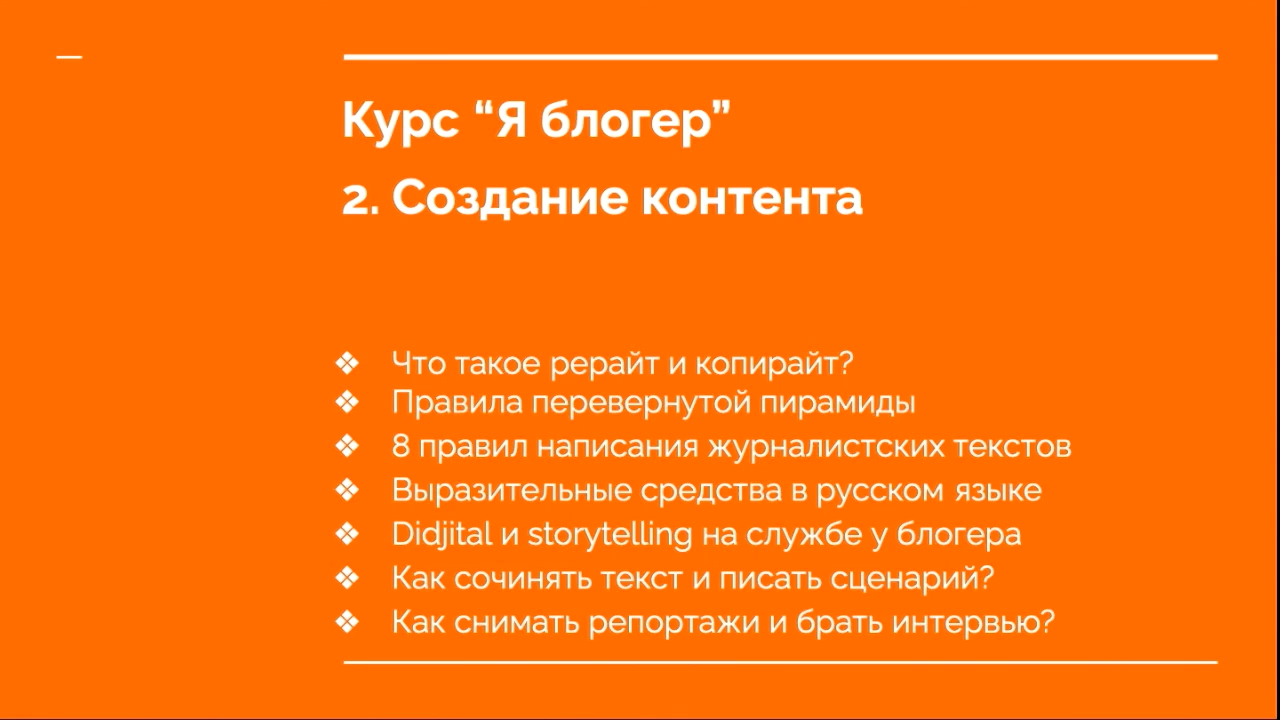 Курс “Я блогер”
2. Создание контента
❖ Что такое рерайт и копирайт?
❖ Правила перевернутой пирамиды
❖ 8 правил написания журналистских текстов
❖ Выразительные средства в русском языке
❖ Didjital и storytelling на службе у блогера
❖ Как сочинять текст и писать сценарий?
❖ Как снимать репортажи и брать интервью?